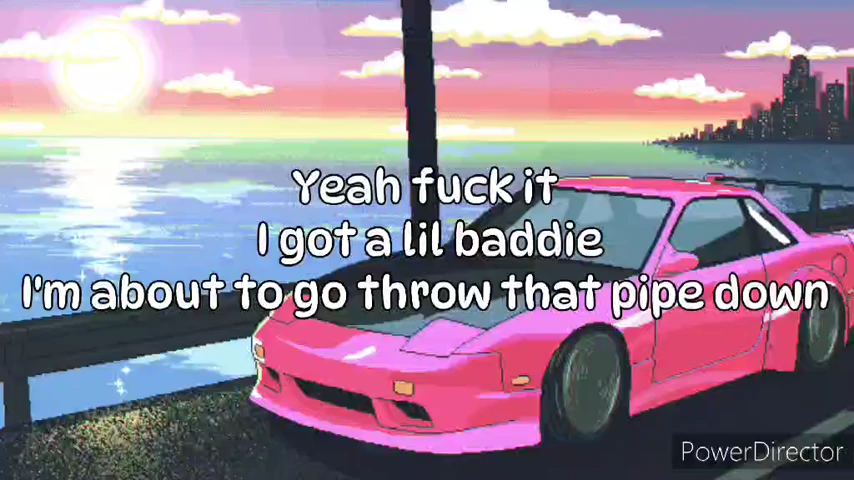 Yeah fuck it
I got a lil baddie
I'm about to go throw that pipe down
PowerDirector